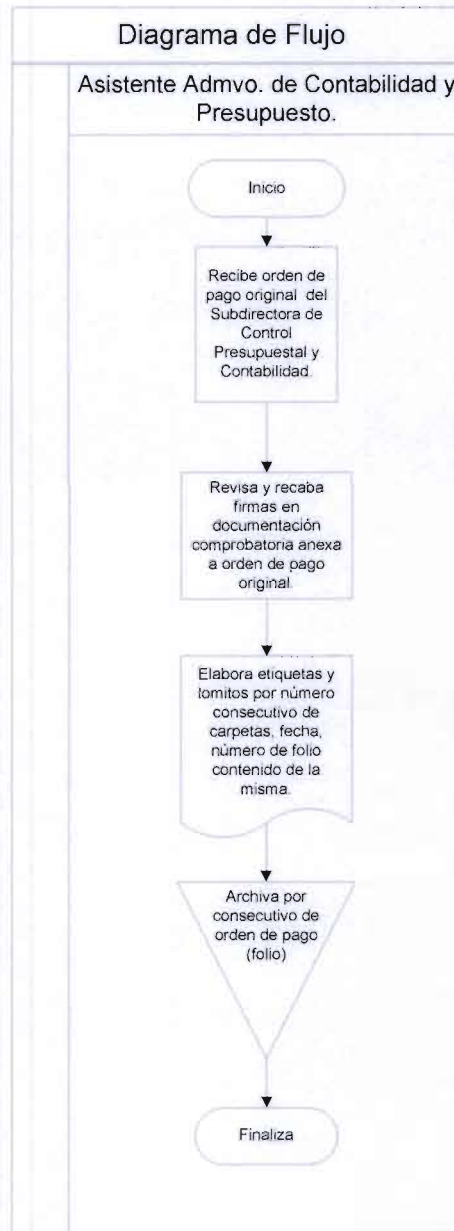 Diagrama de Flujo
Asistente Admvo. de Contabilidad y
Presupuesto.
Inicio
Recibe orden de
pago original del
Subdirectora de
Control
Presupuestal y
Contabilidad.
Revisa y recaba
firmas en
documentación
comprobatoria anexa
a orden de pago
original.
Elabora etiquetas y
lomitos por número
consecutivo de
carpetas, fecha,
número de folio
contenido de la
misma.
Archiva por
consecutivo de
orden de pago
(folio)
Finaliza